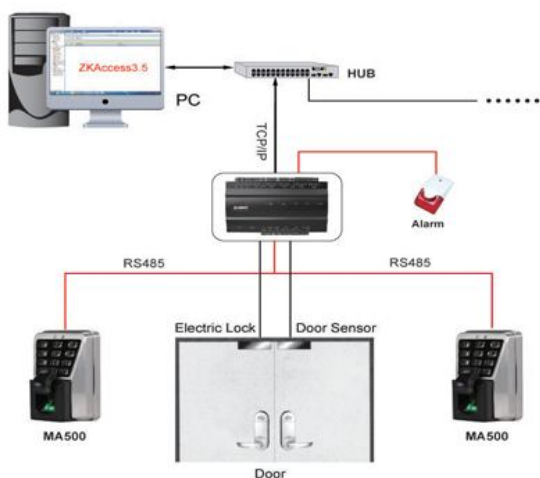 ZKAccess3.5
PC
HUB
TCP/IP
Alarm
RS485
RS485
Electric Lock
Door Sensor
MA500
MA500
Door